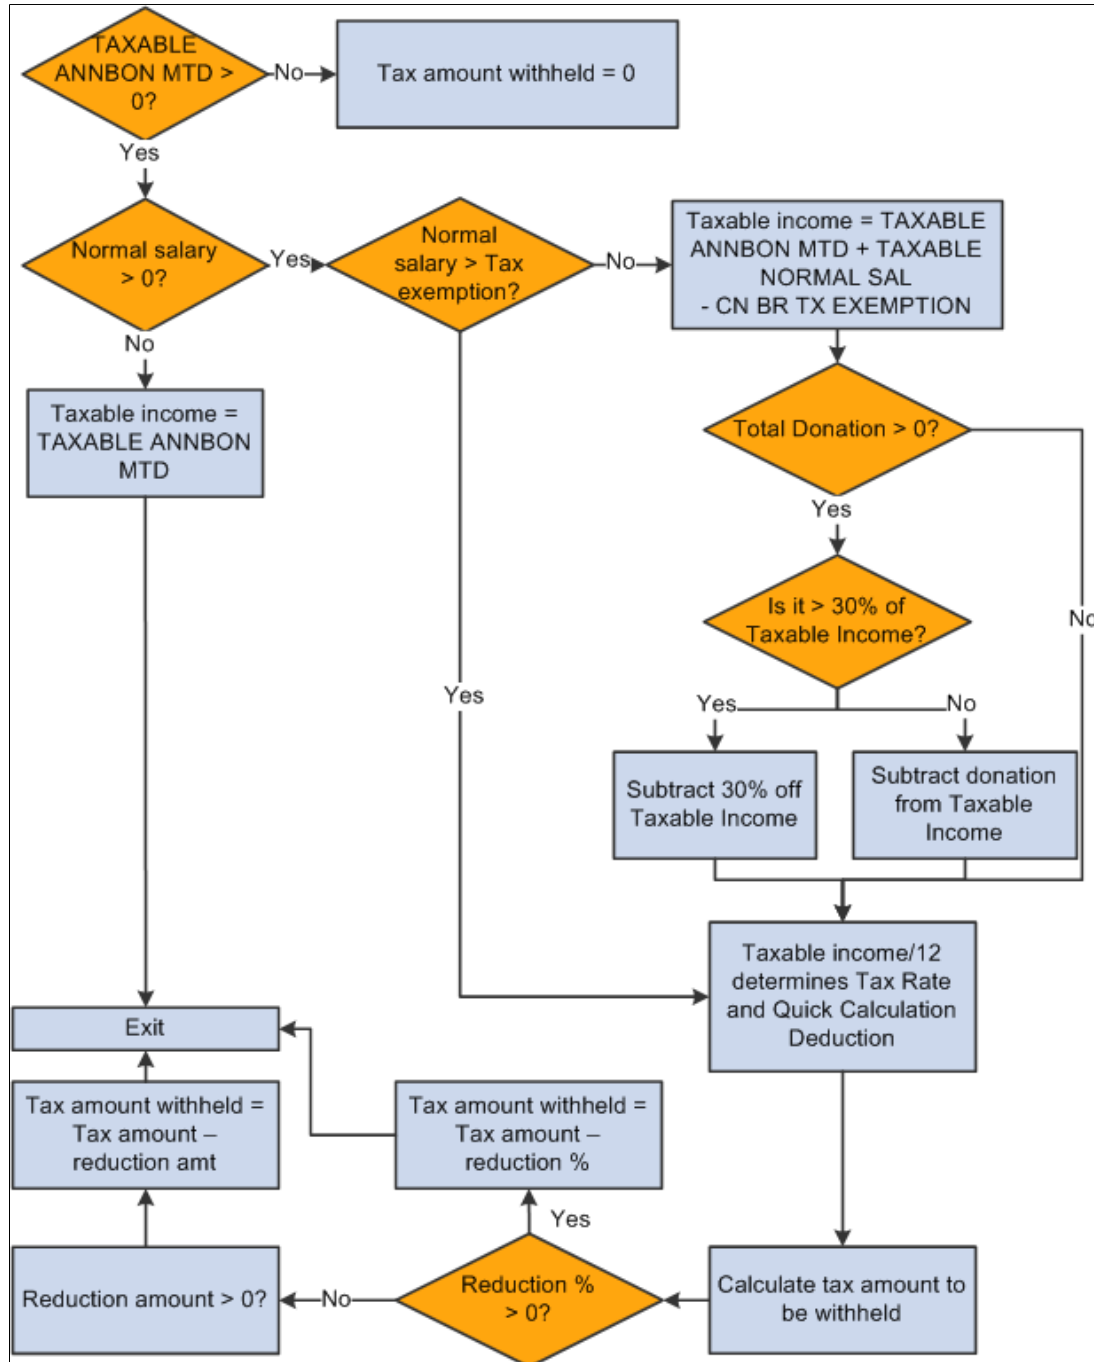 TAXABLE
ANNBON MTD >
0?
No
Tax amount withheld = 0
Yes
Normal salary
> 0?
Yes
Normal
salary > Tax
exemption?
No
Taxable income = TAXABLE
ANNBON MTD + TAXABLE
NORMAL SAL
- CN BR TX EXEMPTION
No
Taxable income =
TAXABLE ANNBON
MTD
Total Donation > 0?
Yes
No
Is it > 30% of
Taxable Income?
Yes
Yes
No
Subtract 30% off
Taxable Income
Subtract donation
from Taxable
Income
Taxable income/12
determines Tax Rate
and Quick Calculation
Deduction
Exit
Tax amount withheld =
Tax amount –
reduction amt
Tax amount withheld =
Tax amount –
reduction %
Yes
Reduction amount > 0?
No
Reduction %
> 0?
Calculate tax amount to
be withheld